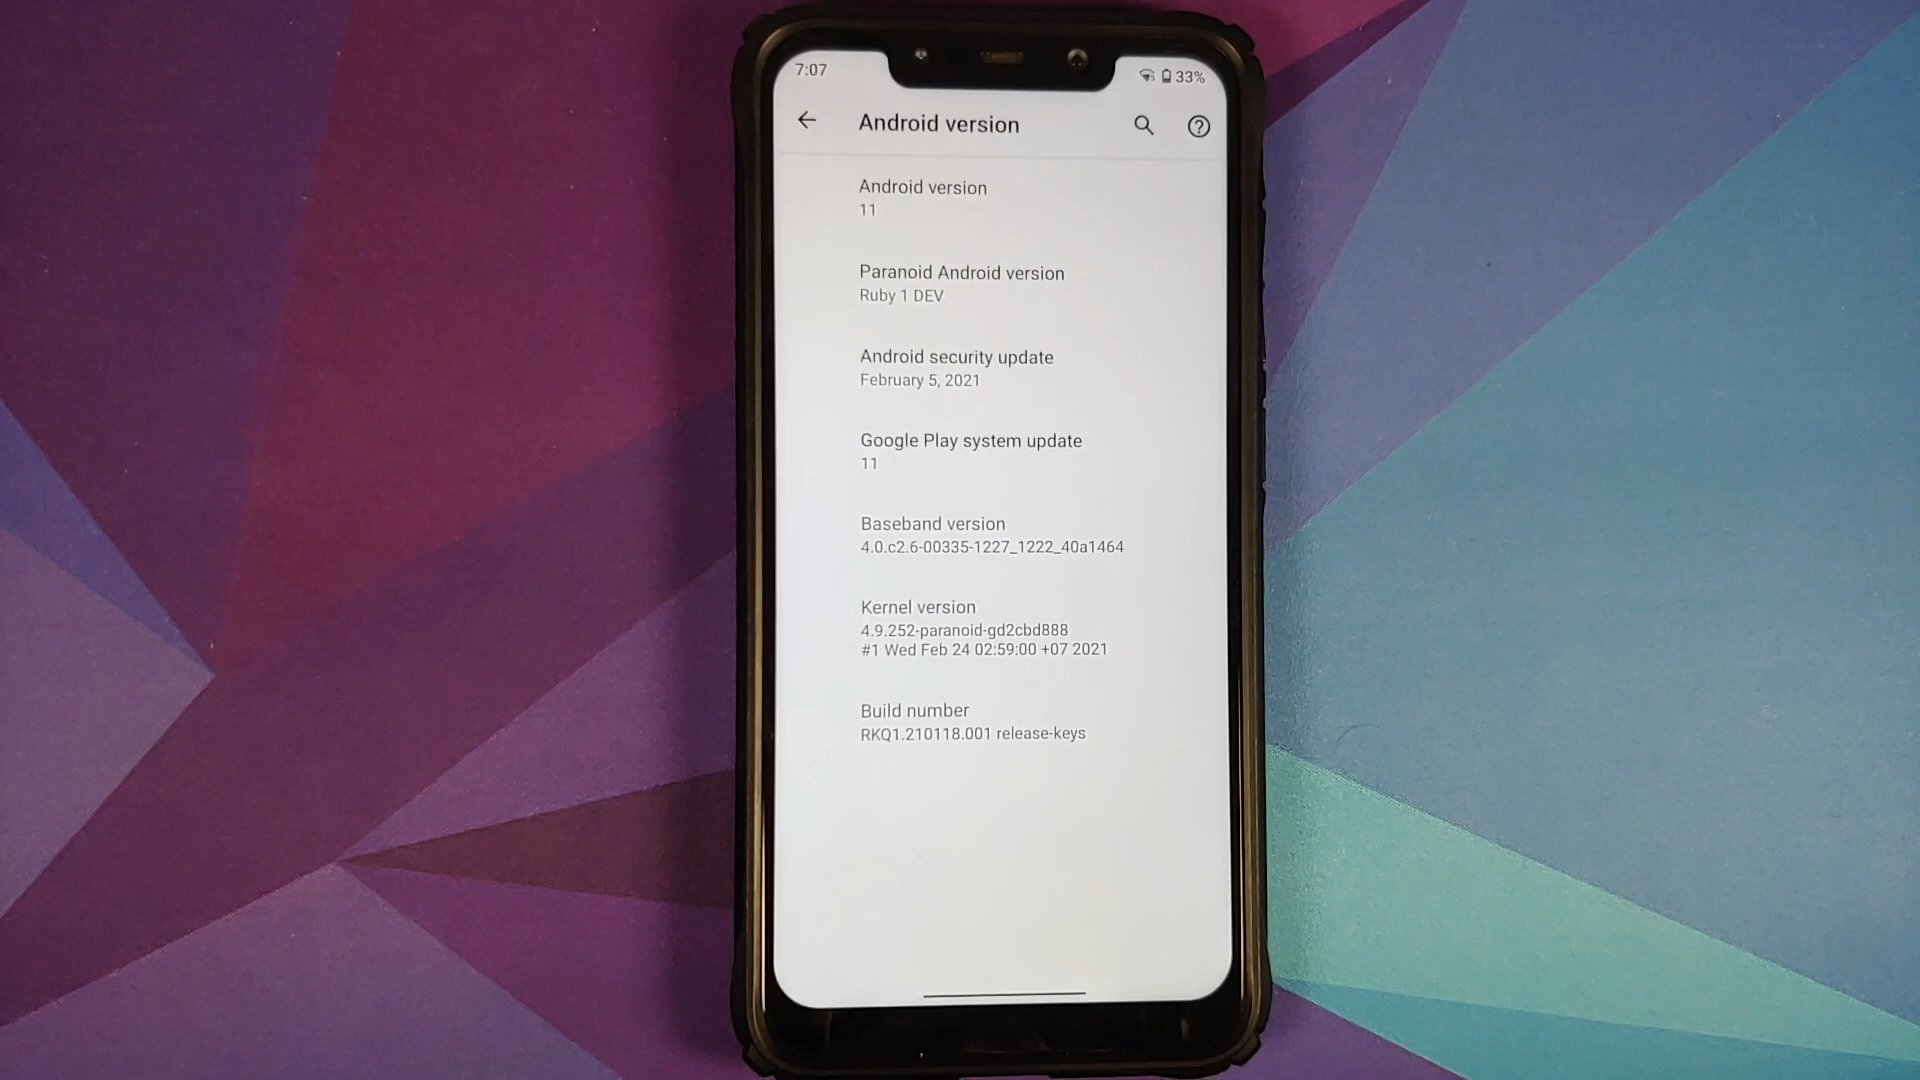 7:07
33%
Android version
Android version
11
Paranoid Android version
Ruby 1 DEV
Android security update
February 5, 2021
Google Play system update
11
Baseband version
4.0.c2.6-00335-1227_1222_40a1464
Kernel version
4.9.252-paranoid-gd2cbd888
#1 Wed Feb 24 02:59:00 +07 2021
Build number
RKQ1.210118.001 release-keys